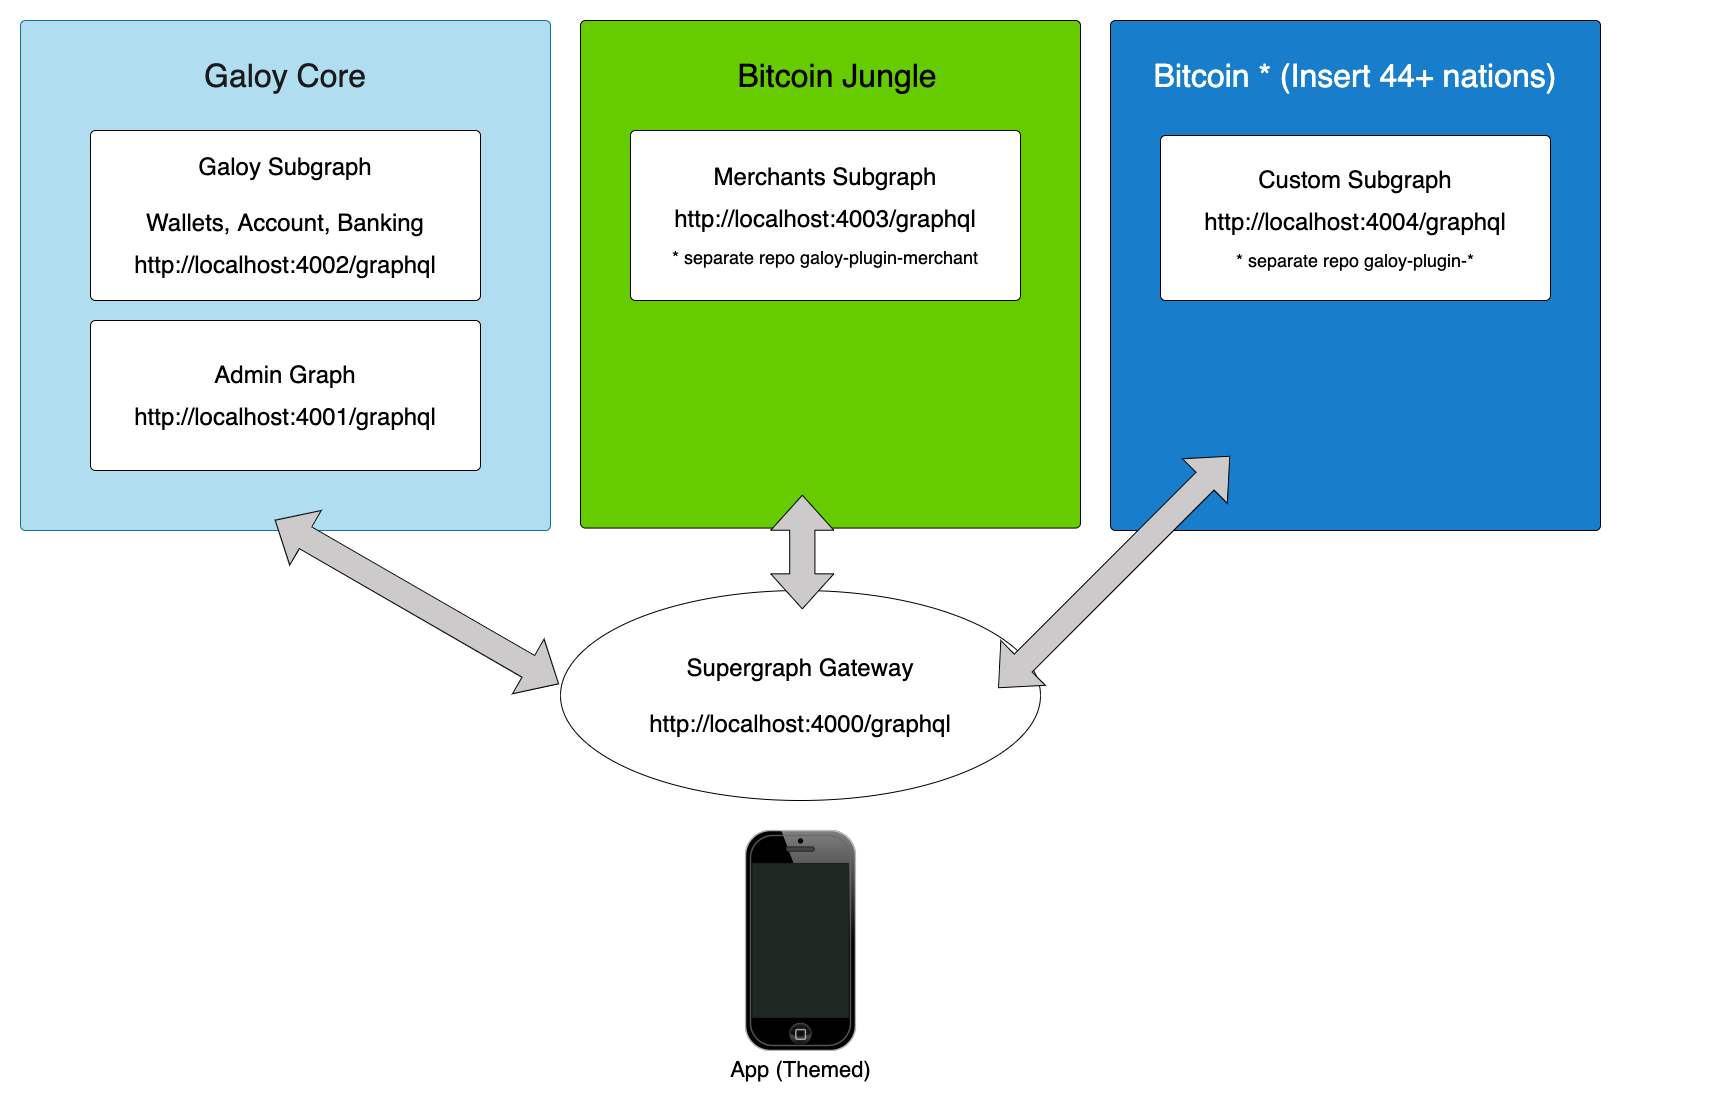 Galoy Core
Galoy Subgraph
Wallets, Account, Banking
http://localhost:4002/graphql
Admin Graph
http://localhost:4001/graphql
Bitcoin Jungle
Merchants Subgraph
http://localhost:4003/graphql
* separate repo galoy-plugin-merchant
Bitcoin * (Insert 44+ nations)
Custom Subgraph
http://localhost:4004/graphql
* separate repo galoy-plugin-*
Supergraph Gateway
http://localhost:4000/graphql
App (Themed)